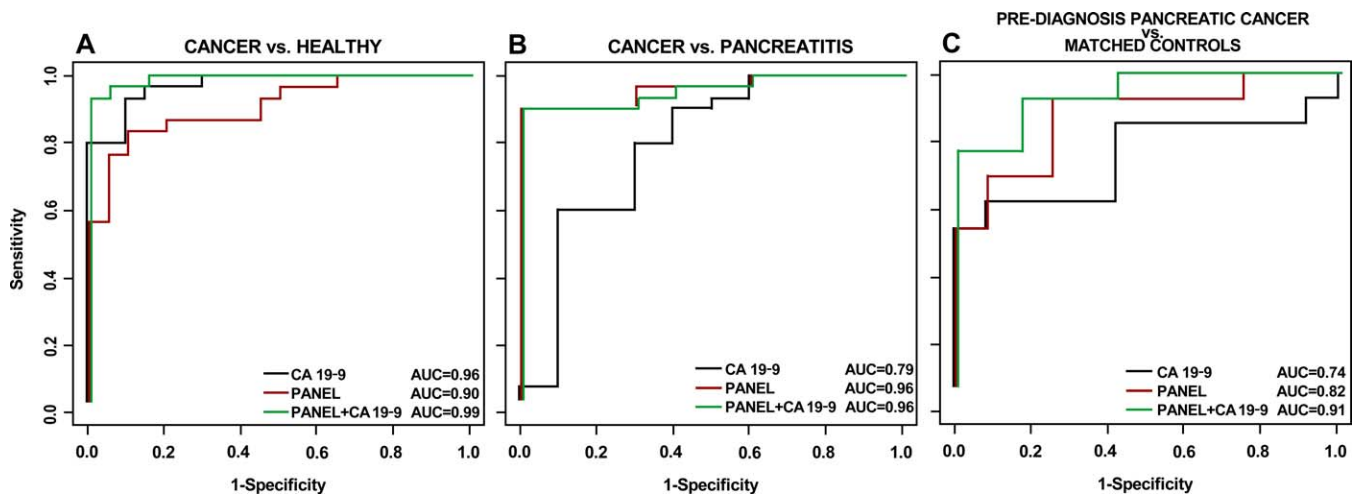 A
CANCER vs. HEALTHY
Sensitivity
1.0
0.8
0.6
0.4
0.2
0.0
CA 19-9 AUC=0.96
PANEL AUC=0.90
PANEL+CA 19-9 AUC=0.99
0.0 0.2 0.4 0.6 0.8 1.0
1-Specificity
B
CANCER vs. PANCREATITIS
CA 19-9 AUC=0.79
PANEL AUC=0.96
PANEL+CA 19-9 AUC=0.96
0.0 0.2 0.4 0.6 0.8 1.0
1-Specificity
C
PRE-DIAGNOSIS PANCREATIC CANCER
vs.
MATCHED CONTROLS
CA 19-9 AUC=0.74
PANEL AUC=0.82
PANEL+CA 19-9 AUC=0.91
0.0 0.2 0.4 0.6 0.8 1.0
1-Specificity